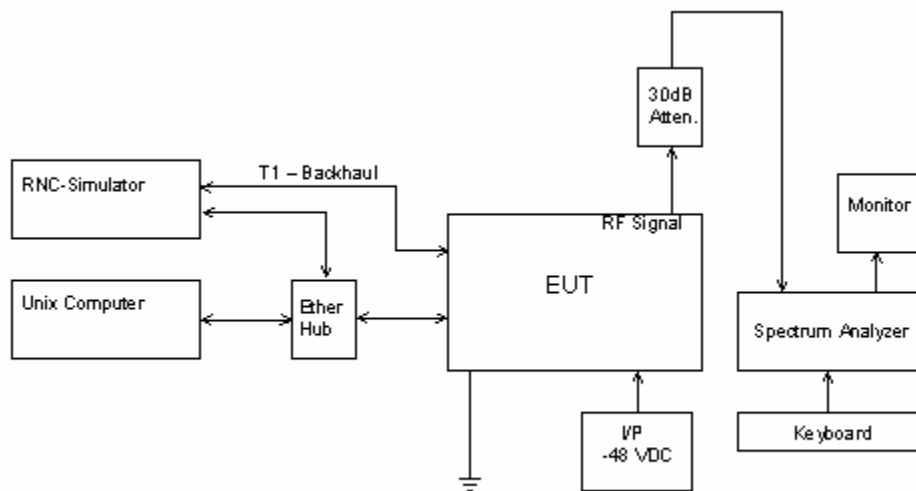 30dB
Atten.
T1 – Backhaul
RNC-Simulator
Monitor
RF Signal
EUT
Unix Computer
Ether
Hub
Spectrum Analyzer
I/P
-48 VDC
Keyboard